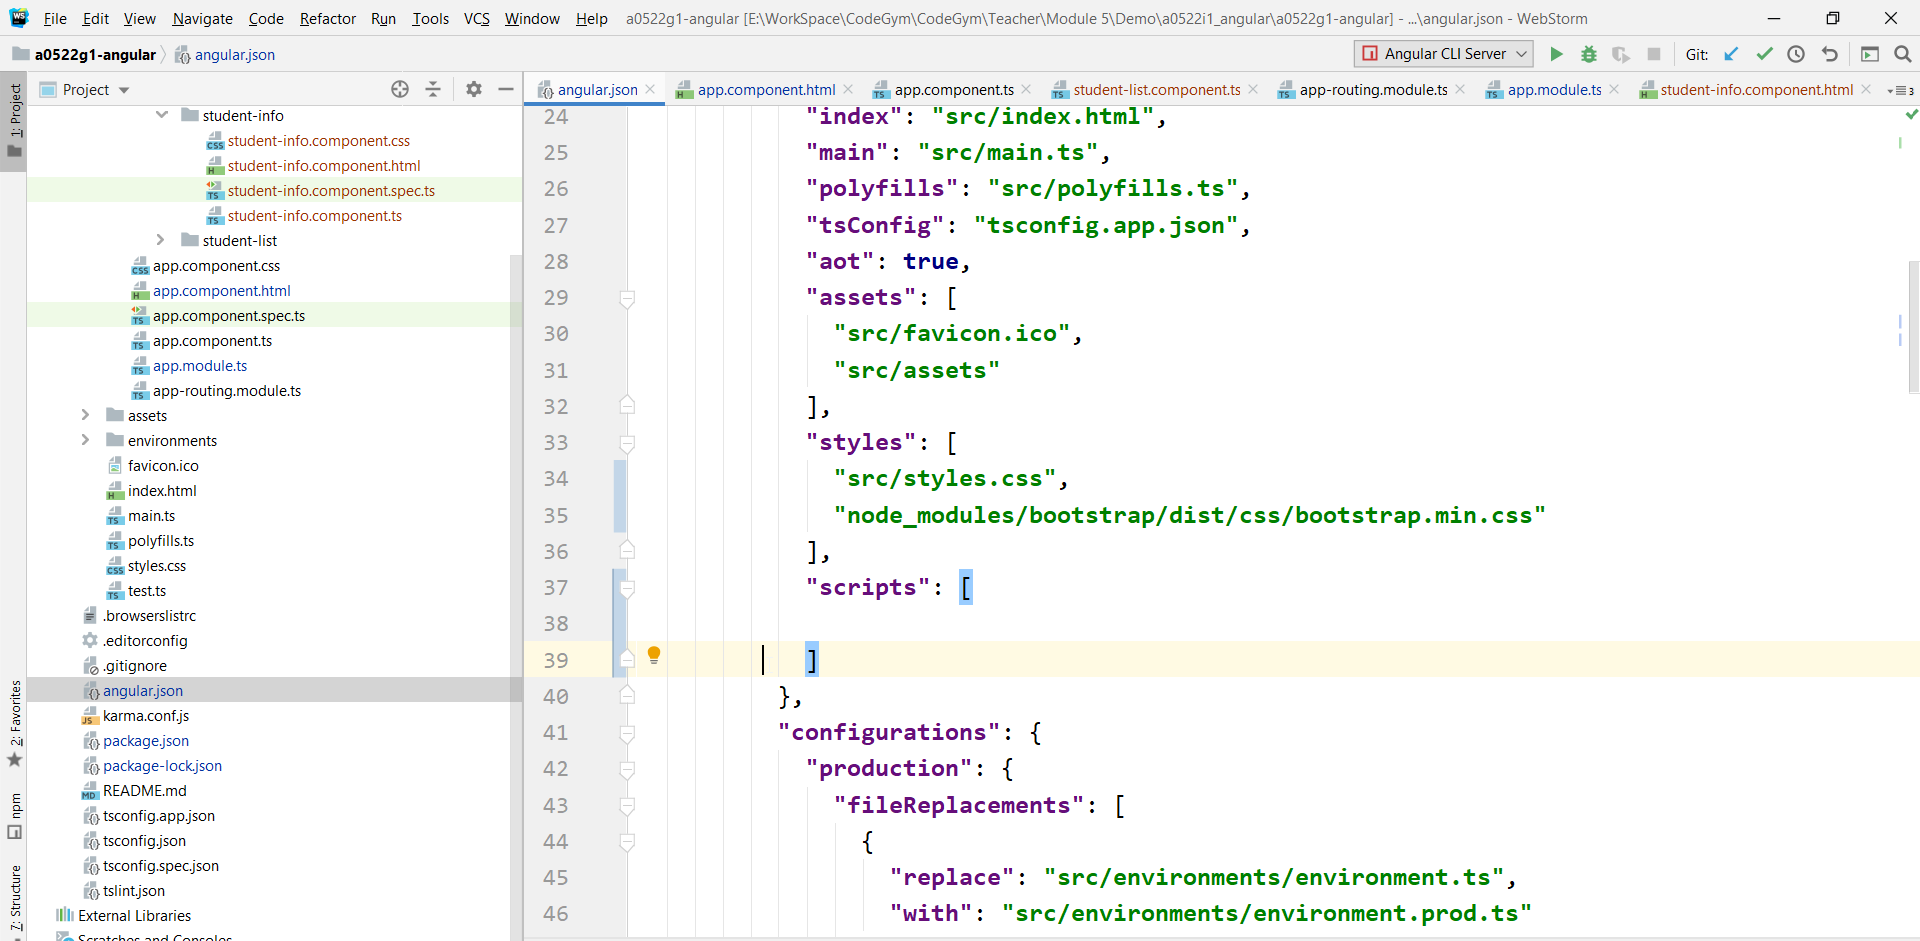 File Edit View Navigate Code Refactor Run Tools VCS Window Help a0522g1-angular [E:\WorkSpace\CodeGym\CodeGym\Teacher\Module 5\Demo\a0522i1_angular\a0522g1-angular] - ...\angular.json - WebStorm
a0522g1-angular angular.json Angular CLI Server Git:
Project angular.json app.component.html app.component.ts student-list.component.ts app-routing.module.ts app.module.ts student-info.component.html 3
1: Project
2: Favorites
npm
7: Structure
student-info
student-info.component.css
student-info.component.html
student-info.component.spec.ts
student-info.component.ts
student-list
app.component.css
app.component.html
app.component.spec.ts
app.component.ts
app.module.ts
app-routing.module.ts
assets
environments
favicon.ico
index.html
main.ts
polyfills.ts
styles.css
test.ts
.browserslistrc
.editorconfig
.gitignore
angular.json
karma.conf.js
package.json
package-lock.json
README.md
tsconfig.app.json
tsconfig.json
tsconfig.spec.json
tslint.json
External Libraries
Scratches and Consoles
24 "index": "src/index.html",
25 "main": "src/main.ts",
26 "polyfills": "src/polyfills.ts",
27 "tsConfig": "tsconfig.app.json",
28 "aot": true,
29 "assets": [
30 "src/favicon.ico",
31 "src/assets"
32 ],
33 "styles": [
34 "src/styles.css",
35 "node_modules/bootstrap/dist/css/bootstrap.min.css"
36 ],
37 "scripts": [
38
39 ]
40 },
41 "configurations": {
42 "production": {
43 "fileReplacements": [
44 {
45 "replace": "src/environments/environment.ts",
46 "with": "src/environments/environment.prod.ts"